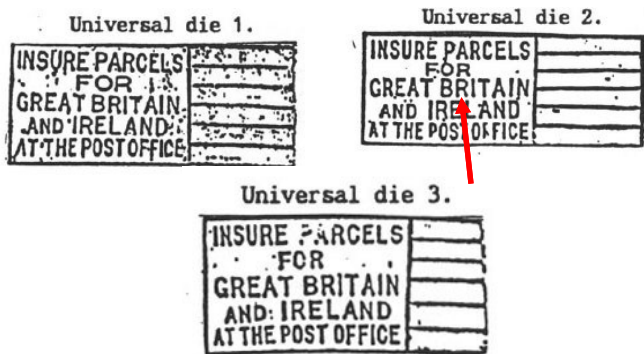 Universal die 1.
INSURE PARCELS
FOR
GREAT BRITAIN
AND IRELAND
AT THE POST OFFICE
Universal die 2.
INSURE PARCELS
FOR
GREAT BRITAIN
AND IRELAND
AT THE POST OFFICE
Universal die 3.
INSURE PARCELS
FOR
GREAT BRITAIN
AND: IRELAND
AT THE POST OFFICE